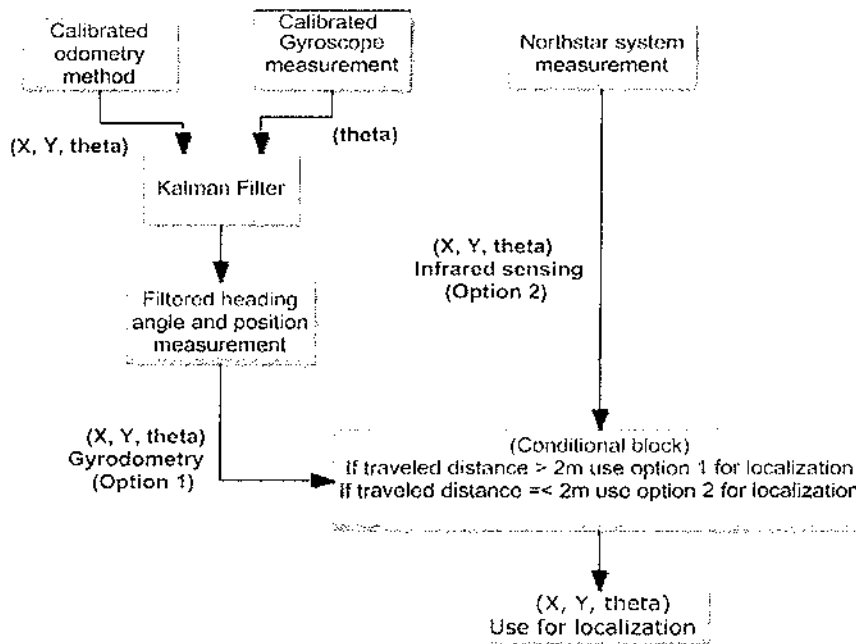 Calibrated
odometry
method
Calibrated
Gyroscope
measurement
Northstar system
measurement
(X, Y, theta)
(theta)
Kalman Filter
(X, Y, theta)
Infrared sensing
(Option 2)
Filtered heading
angle and position
measurement
(X, Y, theta)
Gyrodometry
(Option 1)
(Conditional block)
If traveled distance > 2m use option 1 for localization
If traveled distance =< 2m use option 2 for localization
(X, Y, theta)
Use for localization